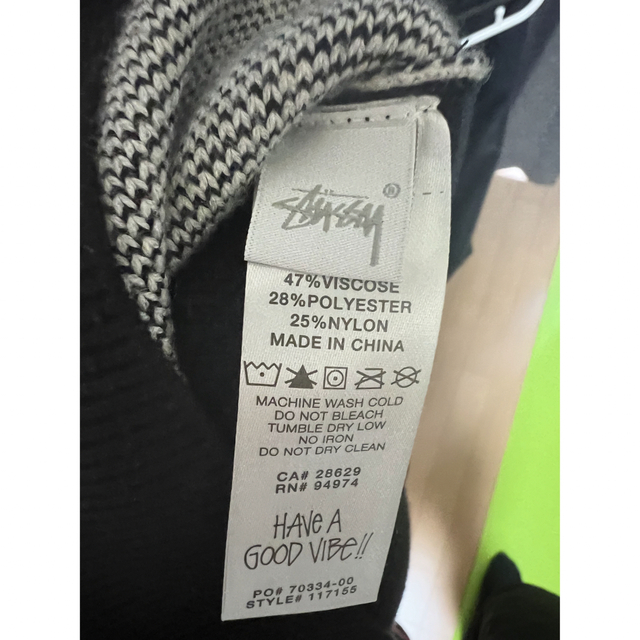 STÜSSY ®
47%VISCOSE
28%POLYESTER
25%NYLON
MADE IN CHINA
MACHINE WASH COLD
DO NOT BLEACH
TUMBLE DRY LOW
NO IRON
DO NOT DRY CLEAN
CA# 28629
RN# 94974
HAVE A
GOOD VIBE!!
PO# 70334-00
STYLE# 117155